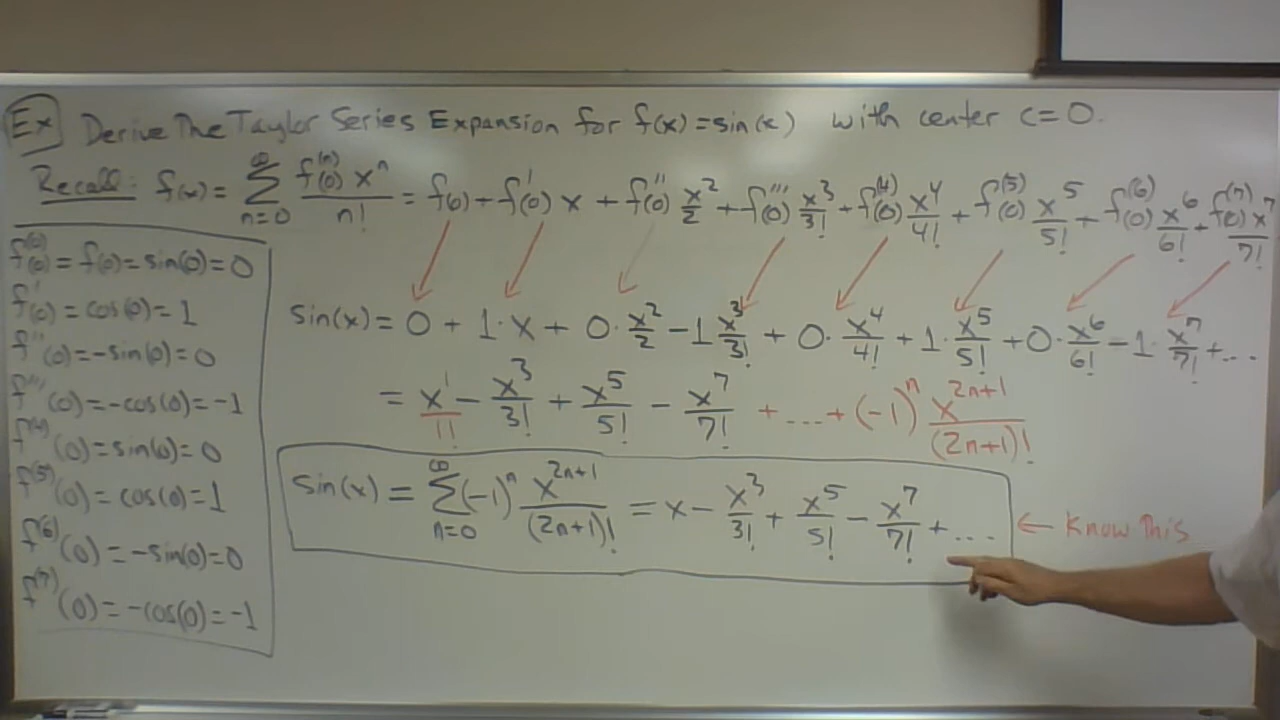 Ex Derive The Taylor Series Expansion for f(x)=sin(x) with center c=0.
Recall: f(x) = ∑_{n=0}^{∞} f^{(n)}(0) x^n / n! = f(0) + f'(0) x + f''(0) x^2/2 + f'''(0) x^3/3! + f^{(4)}(0) x^4/4! + f^{(5)}(0) x^5/5! + f^{(6)}(0) x^6/6! + f^{(7)}(0) x^7/7!
f^{(0)}(0) = f(0) = sin(0) = 0
f'(0) = cos(0) = 1
f''(0) = -sin(0) = 0
f'''(0) = -cos(0) = -1
f^{(4)}(0) = sin(0) = 0
f^{(5)}(0) = cos(0) = 1
f^{(6)}(0) = -sin(0) = 0
f^{(7)}(0) = -cos(0) = -1
sin(x) = 0 + 1·x + 0·x^2/2 - 1 x^3/3! + 0·x^4/4! + 1·x^5/5! + 0·x^6/6! - 1·x^7/7! + ...
= x^1/1! - x^3/3! + x^5/5! - x^7/7! + ... + (-1)^n x^{2n+1}/(2n+1)!
sin(x) = ∑_{n=0}^{∞} (-1)^n x^{2n+1}/(2n+1)! = x - x^3/3! + x^5/5! - x^7/7! + .... ← Know This